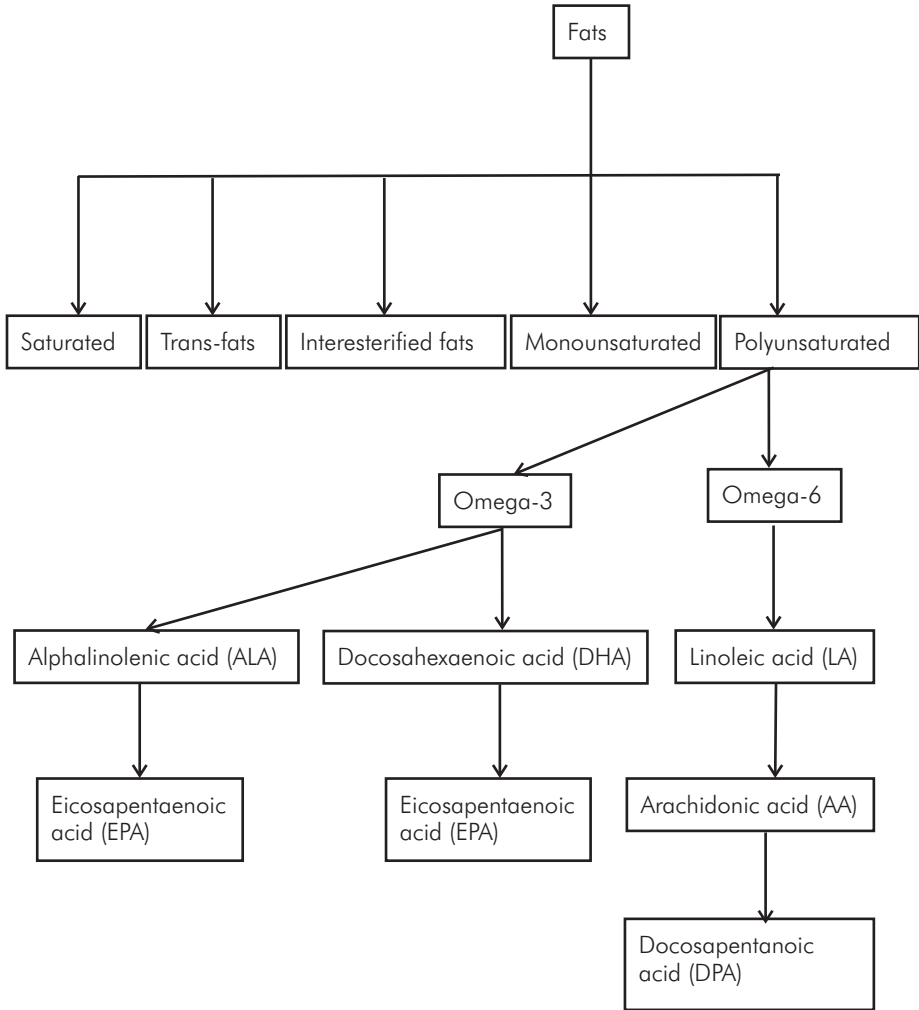 Fats
Saturated
Trans-fats
Interesterified fats
Monounsaturated
Polyunsaturated
Omega-3
Omega-6
Alphalinolenic acid (ALA)
Docosahexaenoic acid (DHA)
Linoleic acid (LA)
Eicosapentaenoic
acid (EPA)
Eicosapentaenoic
acid (EPA)
Arachidonic acid (AA)
Docosapentanoic
acid (DPA)